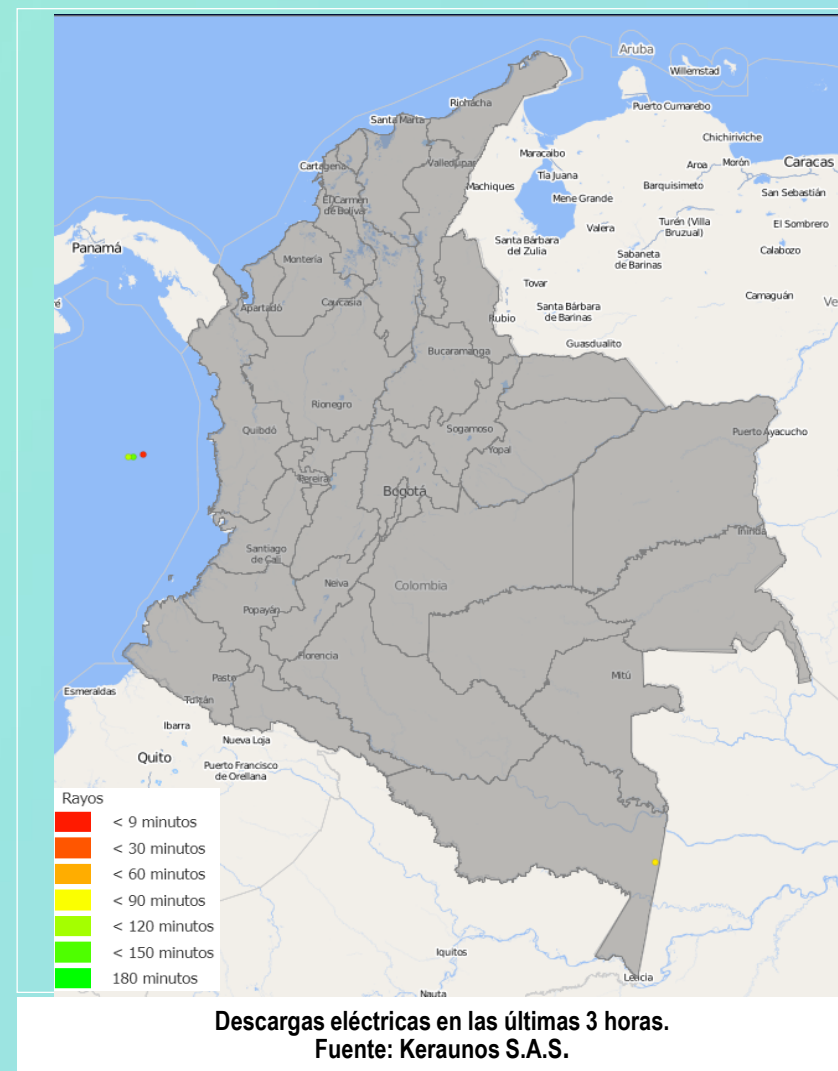 Aruba
Willemstad
Riohacha
Puerto Cumarebo
Santa Marta
Chichiriviche
Maracaibo
Caracas
Cartagena
Valledupar
Aroa
Morón
Tía Juana
Machiques
Barquisimeto
San Sebastián
El Carmen
de Bolívar
Mene Grande
Turén (Villa
Bruzual)
El Sombrero
Valera
Panamá
Santa Bárbara
del Zulia
Sabaneta
de Barinas
Calabozo
Montería
Tovar
Camaguán
Ve
Apartadó
Caucasia
Santa Bárbara
de Barinas
Rubio
Guasdualito
Bucaramanga
Rionegro
Quibdó
Sogamoso
Puerto Ayacucho
Yopal
Pereira
Bogotá
Inírida
Santiago
de Cali
Neiva
Colombia
Popayán
Florencia
Mitú
Pasto
Esmeraldas
Tulcán
Ibarra
Nueva Loja
Quito
Puerto Francisco
de Orellana
Rayos
< 9 minutos
< 30 minutos
< 60 minutos
< 90 minutos
< 120 minutos
< 150 minutos
180 minutos
Iquitos
Leticia
Nauta
Descargas eléctricas en las últimas 3 horas.
Fuente: Keraunos S.A.S.